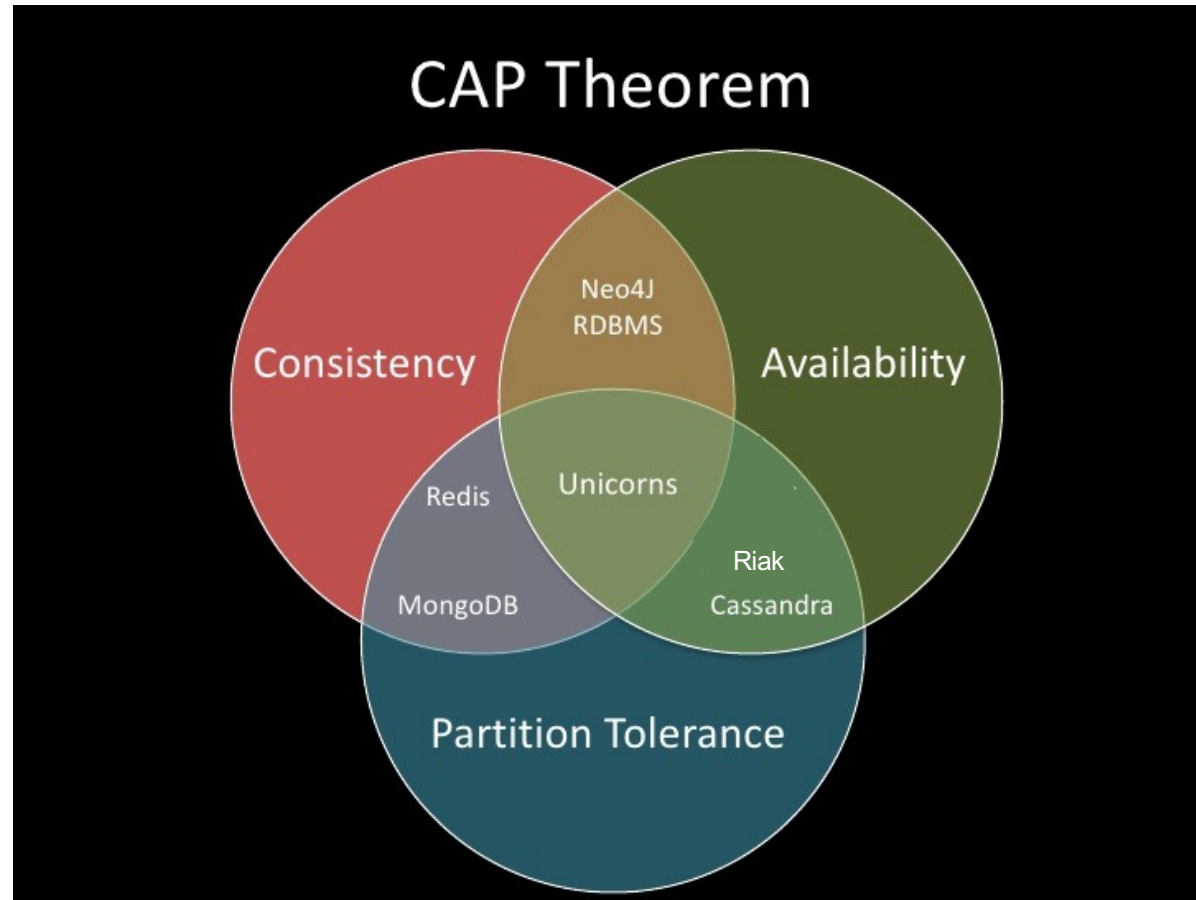 CAP Theorem
Neo4J
RDBMS
Consistency
Availability
Redis
Unicorns
Riak
MongoDB
Cassandra
Partition Tolerance